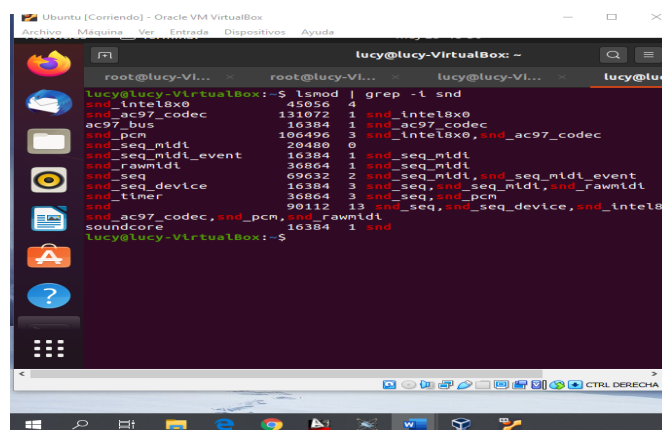 Ubuntu [Corriendo] - Oracle VM VirtualBox
Archivo Máquina Ver Entrada Dispositivos Ayuda
lucy@lucy-VirtualBox: ~
root@lucy-Vi... × root@lucy-Vi... × lucy@lucy-Vi... × lucy@lu
lucy@lucy-VirtualBox:~$ lsmod | grep -i snd
snd_intel8x0 45056 4
snd_ac97_codec 131072 1 snd_intel8x0
ac97_bus 16384 1 snd_ac97_codec
snd_pcm 106496 3 snd_intel8x0,snd_ac97_codec
snd_seq_midi 20480 0
snd_seq_midi_event 16384 1 snd_seq_midi
snd_rawmidi 36864 1 snd_seq_midi
snd_seq 69632 2 snd_seq_midi,snd_seq_midi_event
snd_seq_device 16384 3 snd_seq,snd_seq_midi,snd_rawmidi
snd_timer 36864 3 snd_seq,snd_pcm
snd 90112 13 snd_seq,snd_seq_device,snd_intel8
snd_ac97_codec,snd_pcm,snd_rawmidi
soundcore 16384 1 snd
lucy@lucy-VirtualBox:~$
CTRL DERECHA